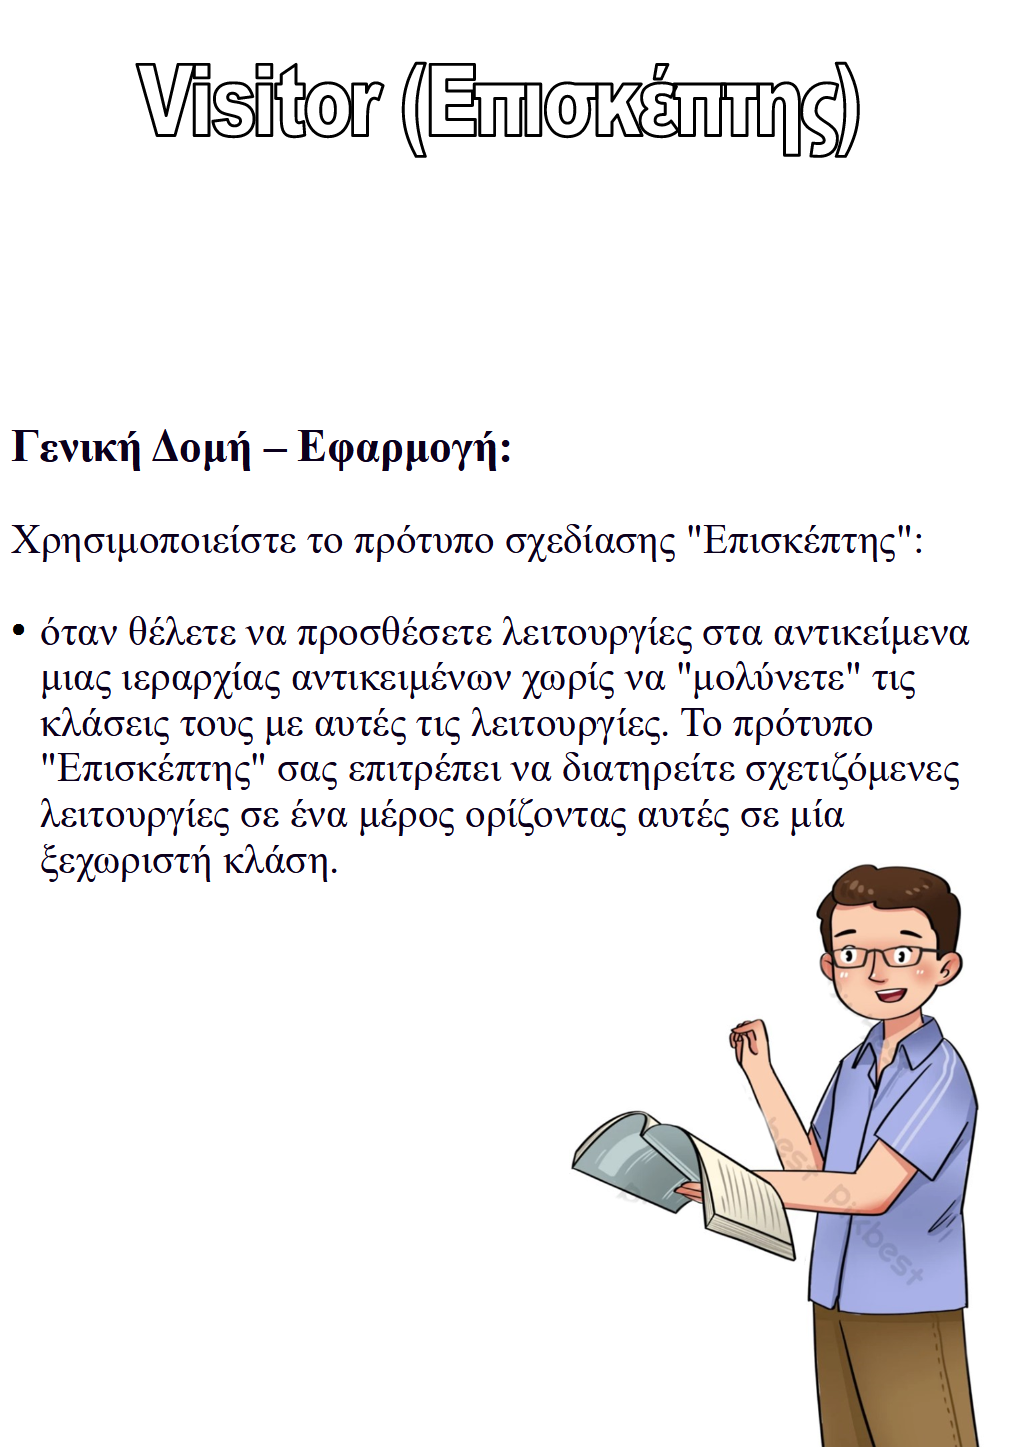 Visitor (Επισκέπτης)
Γενική Δομή – Εφαρμογή:
Χρησιμοποιείστε το πρότυπο σχεδίασης "Επισκέπτης":
• όταν θέλετε να προσθέσετε λειτουργίες στα αντικείμενα
μιας ιεραρχίας αντικειμένων χωρίς να "μολύνετε" τις
κλάσεις τους με αυτές τις λειτουργίες. Το πρότυπο
"Επισκέπτης" σας επιτρέπει να διατηρείτε σχετιζόμενες
λειτουργίες σε ένα μέρος ορίζοντας αυτές σε μία
ξεχωριστή κλάση.
pikbest